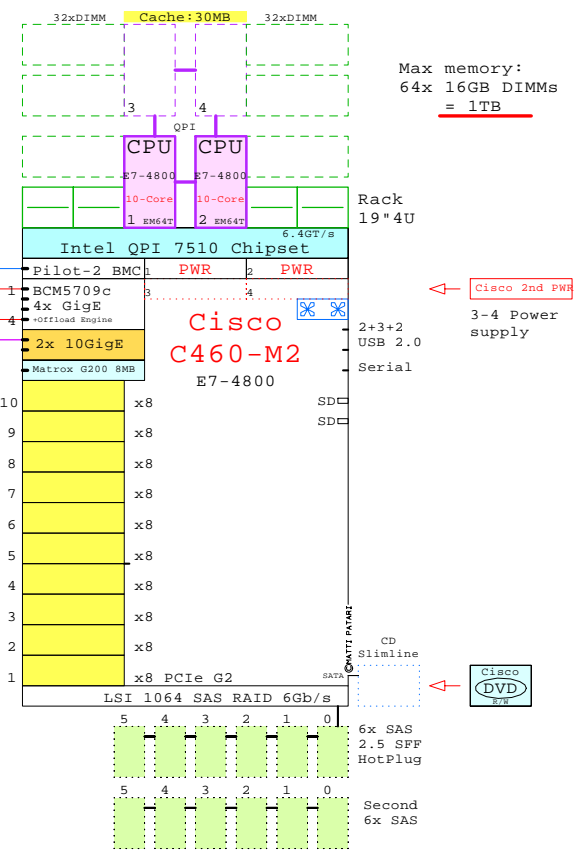 32xDIMM Cache:30MB 32xDIMM
Max memory:
64x 16GB DIMMs
= 1TB
3 4
QPI
CPU CPU
E7-4800 E7-4800
10-Core 10-Core
1 EM64T 2 EM64T
Rack
19"4U
6.4GT/s
Intel QPI 7510 Chipset
Pilot-2 BMC 1 PWR 2 PWR
1 BCM5709c 3 4
4x GigE
4 +Offload Engine
Cisco 2nd PWR
3-4 Power
supply
Cisco
C460-M2
E7-4800
2x 10GigE
2+3+2
USB 2.0
Matrox G200 8MB
Serial
10 x8 SD
9 x8 SD
8 x8
7 x8
6 x8
5 x8
4 x8
3 x8
2 x8
1 x8 PCIe G2
©MATTI PATARI
CD
Slimline
SATA
Cisco
DVD
R/W
LSI 1064 SAS RAID 6Gb/s
5 4 3 2 1 0
6x SAS
2.5 SFF
HotPlug
5 4 3 2 1 0
Second
6x SAS